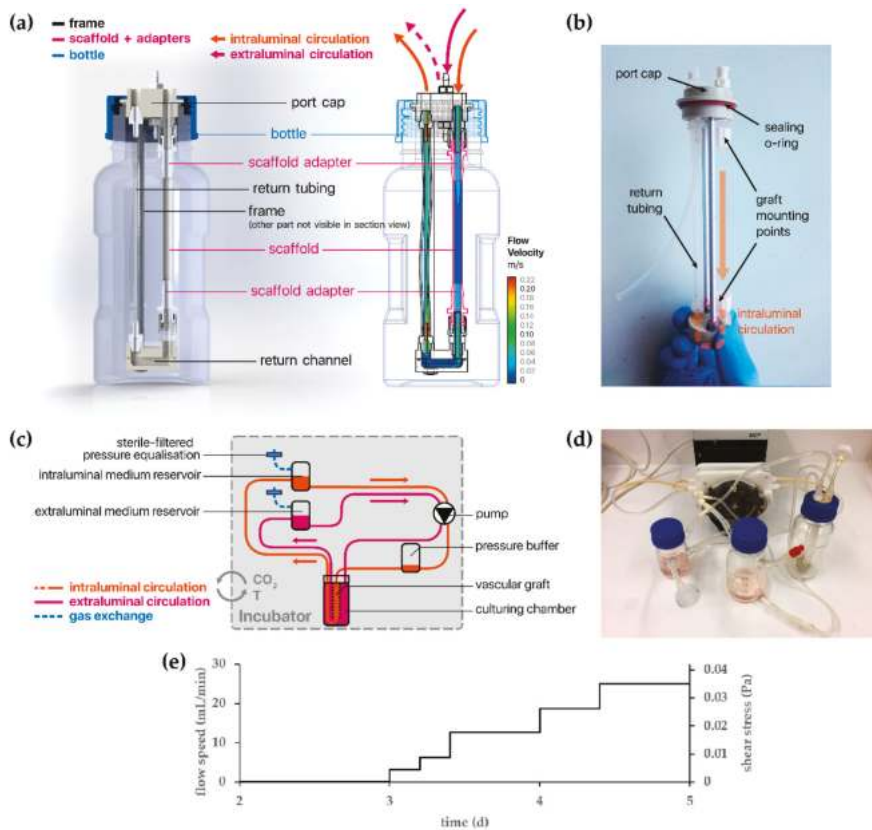 (a)
frame
scaffold + adapters
bottle
intraluminal circulation
extraluminal circulation
port cap
bottle
scaffold adapter
return tubing
frame
(other part not visible in section view)
scaffold
scaffold adapter
return channel
Flow
Velocity
m/s
0.22
0.20
0.18
0.16
0.14
0.12
0.10
0.08
0.06
0.04
0.02
0
(b)
port cap
sealing
o-ring
return
tubing
graft
mounting
points
intraluminal
circulation
(c)
sterile-filtered
pressure equalisation
intraluminal medium reservoir
extraluminal medium reservoir
pump
pressure buffer
vascular graft
culturing chamber
CO2
T
Incubator
intraluminal circulation
extraluminal circulation
gas exchange
(d)
(e)
flow speed (mL/min)
30
20
10
0
2
3
4
5
time (d)
0.04
0.03
0.02
0.01
0
shear stress (Pa)